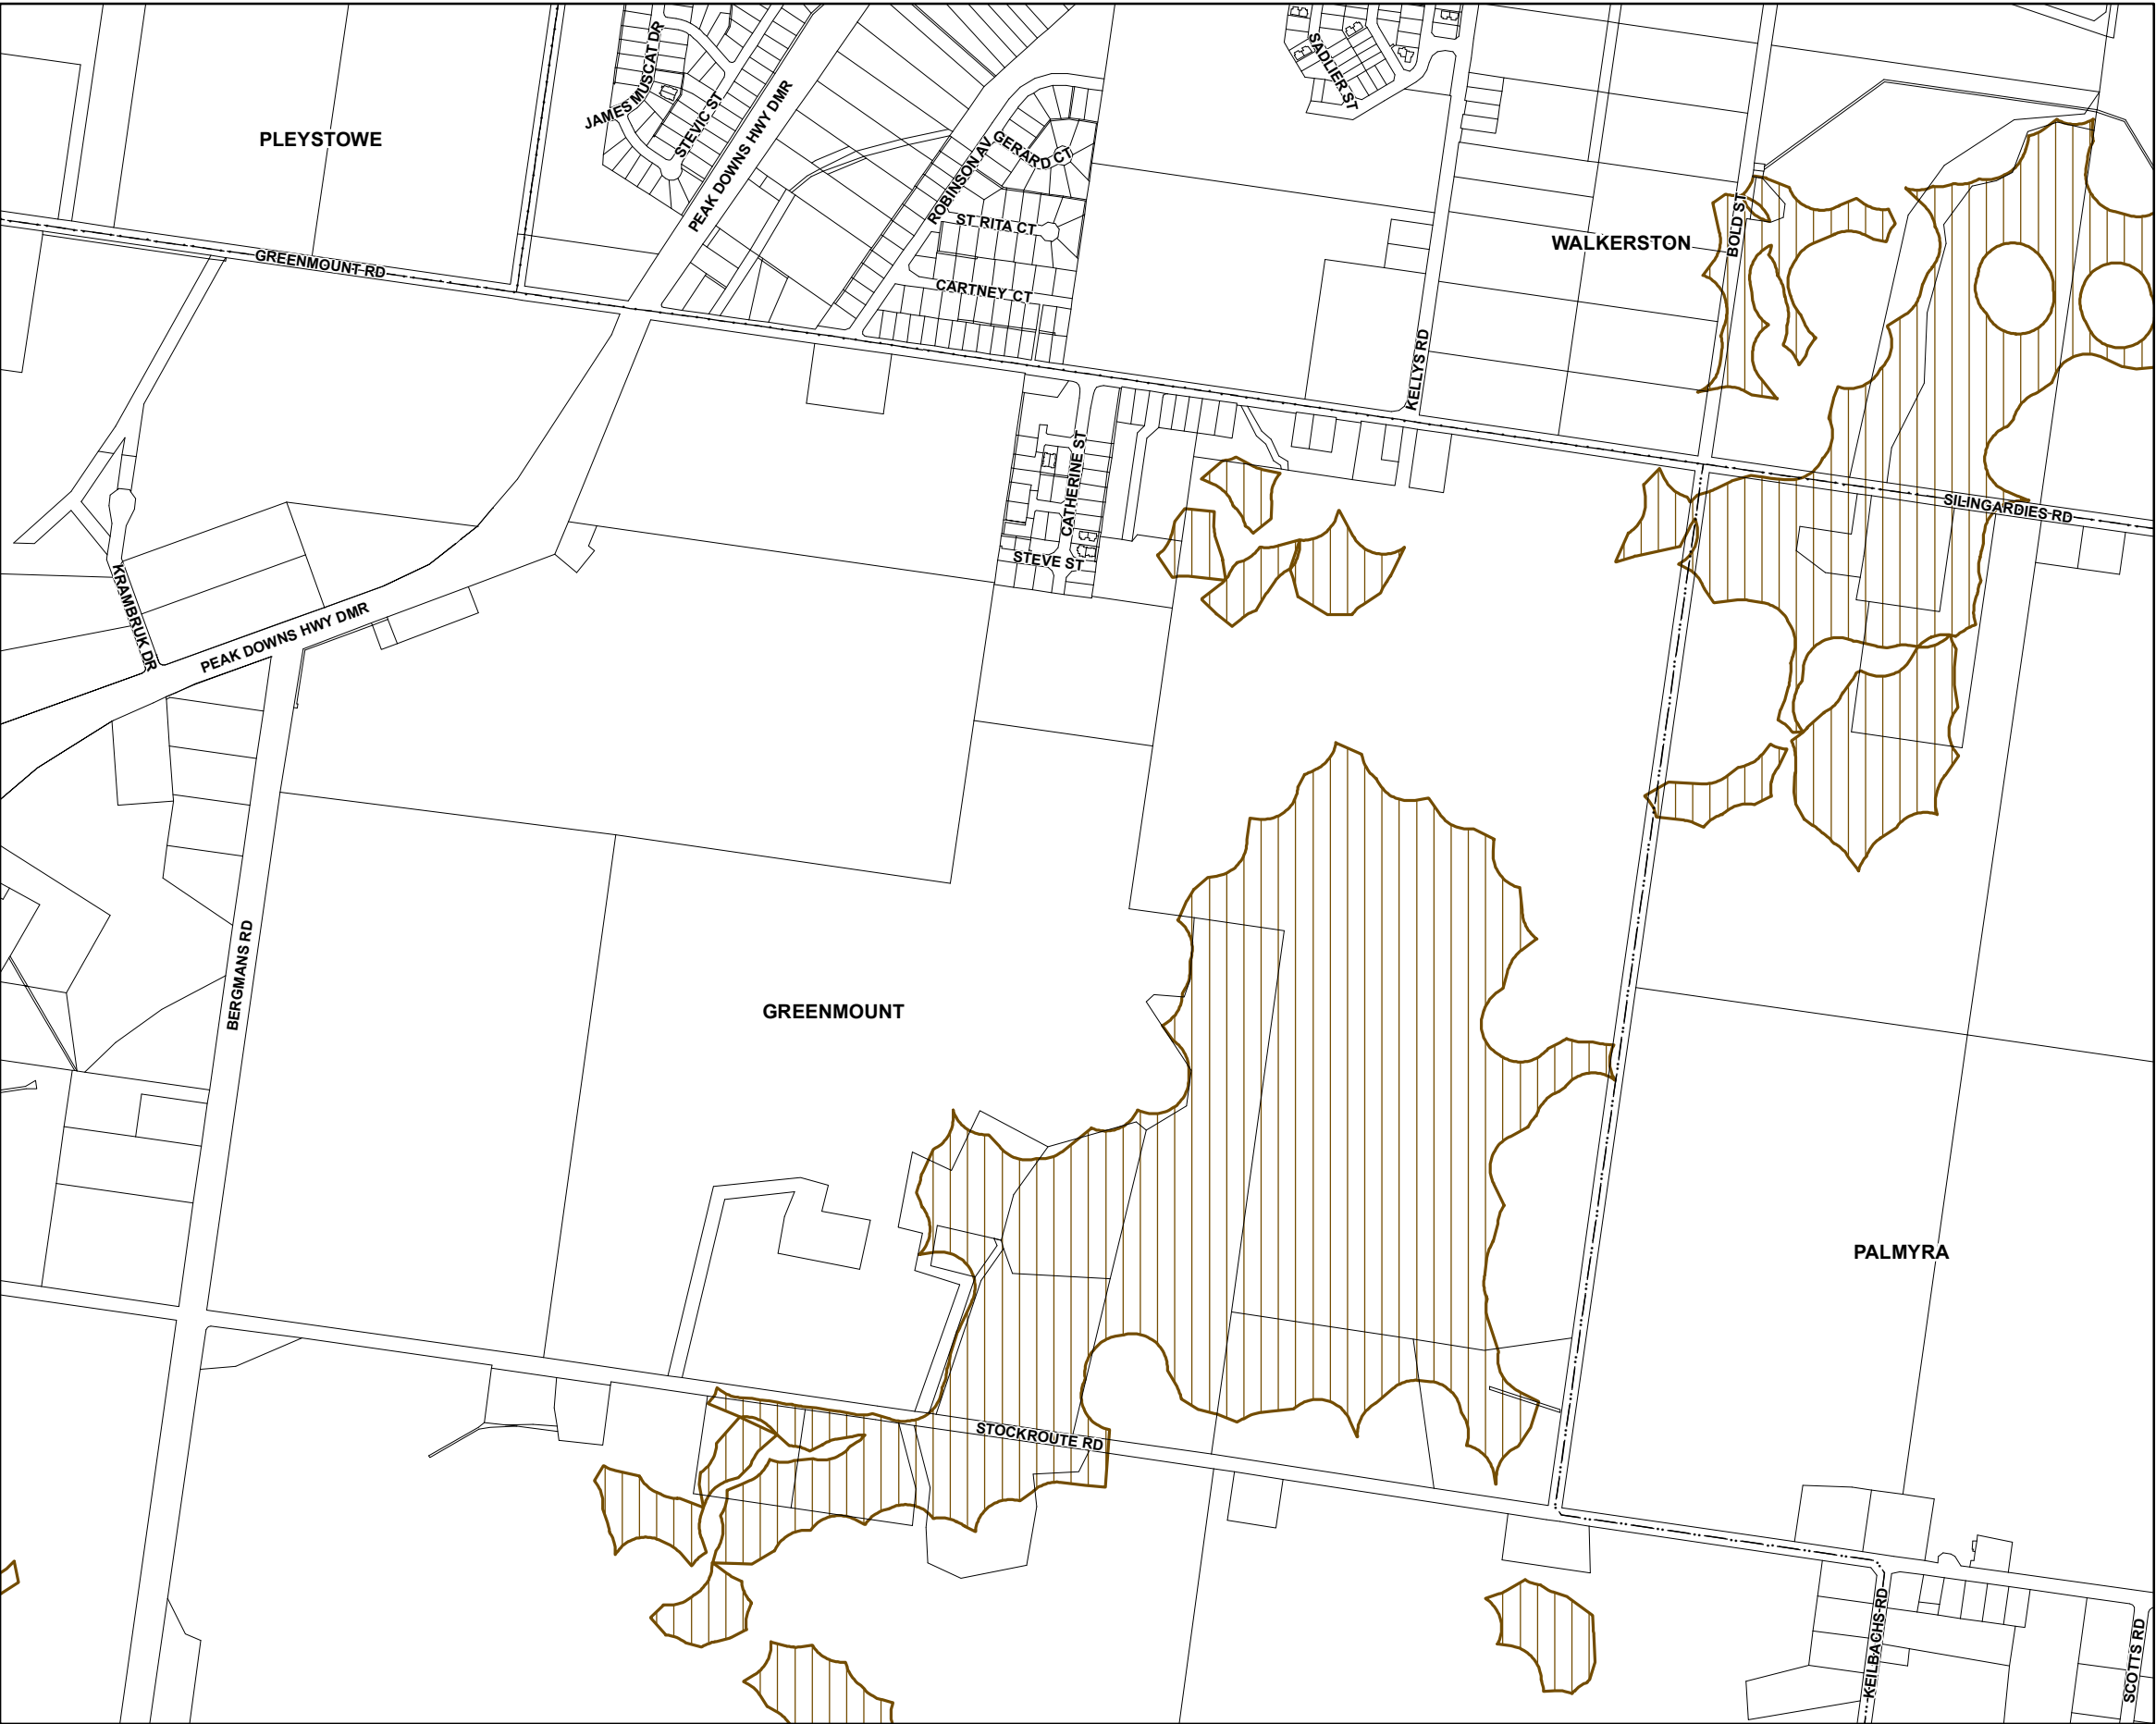 JAMES MUSCAT DR
STEVIC ST
PEAK DOWNS HWY DMR
SADLIER ST
PLEYSTOWE
GERARD CT
ROBINSON AV
ST RITA CT
WALKERSTON
BOLD ST
GREENMOUNT RD
CARTNEY CT
KELLYS RD
CATHERINE ST
SILINGARDIES RD
STEVE ST
KRAMBRUK DR
PEAK DOWNS HWY DMR
BERGMANS RD
GREENMOUNT
PALMYRA
STOCKROUTE RD
KEILBACHS RD
SCOTTS RD